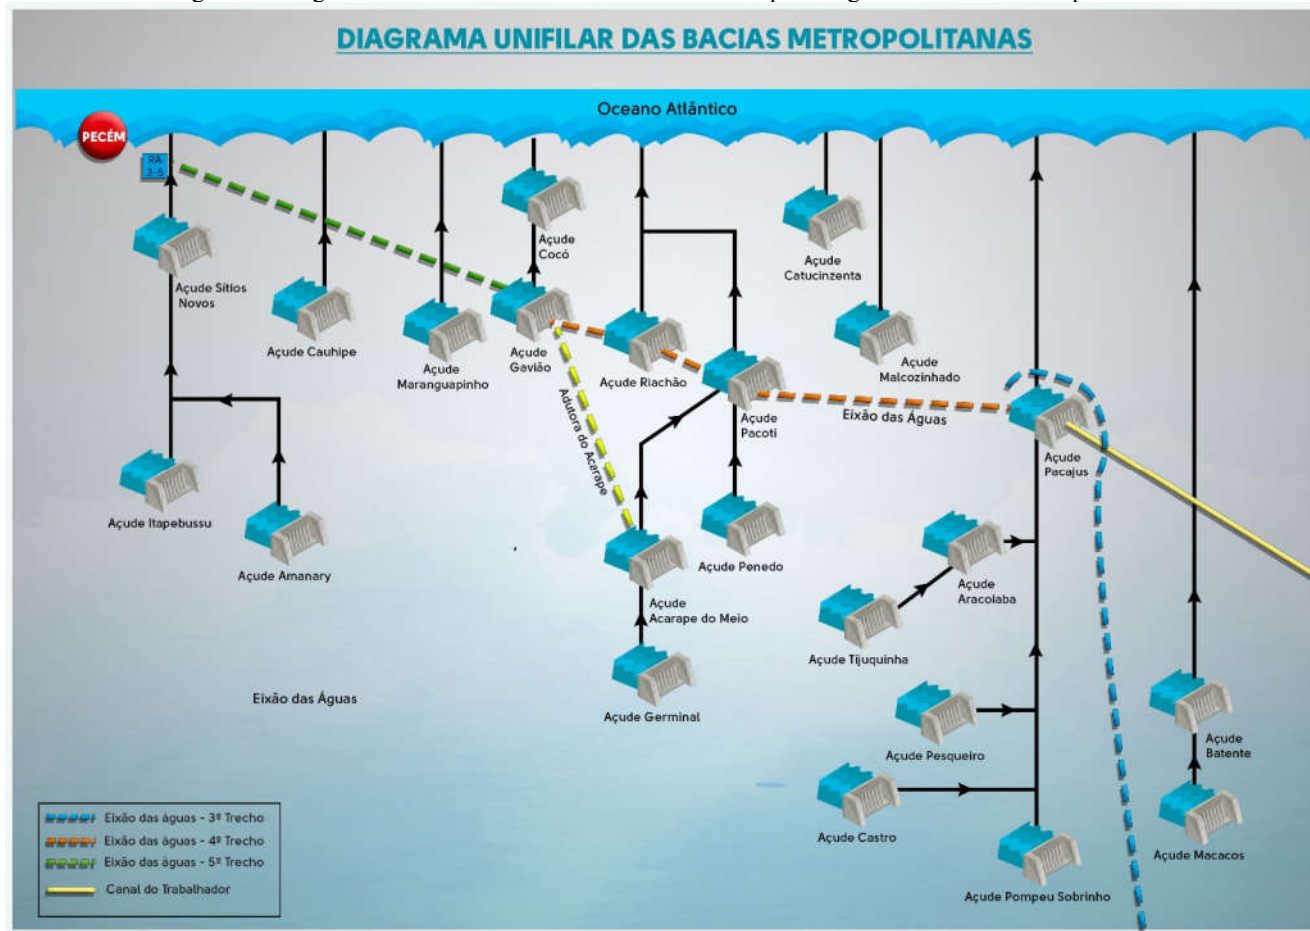 DIAGRAMA UNIFILAR DAS BACIAS METROPOLITANAS
Oceano Atlântico
PECÉM
RA
3-5
Açude
Cocó
Açude
Catucinzenta
Açude Sítios
Novos
Açude Cauhipe
Açude
Maranguapinho
Açude
Gavião
Açude Riachão
Açude
Malcozinhado
Açude
Pacoti
Eixão das Águas
Açude
Pacajus
Adutora do Acarape
Açude Itapebussu
Açude Amanary
Açude Penedo
Açude
Aracoiaba
Açude
Acarape do Meio
Açude Tijuquinha
Eixão das Águas
Açude Germinal
Açude Pesqueiro
Açude
Batente
Açude Castro
Açude Macacos
Açude Pompeu Sobrinho
Eixão das águas - 3º Trecho
Eixão das águas - 4º Trecho
Eixão das águas - 5º Trecho
Canal do Trabalhador